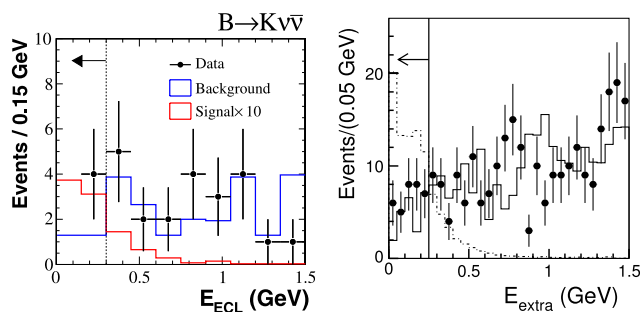 B→Kνν̄
Events / 0.15 GeV
10
8
6
4
2
0
Data
Background
Signal× 10
0.0
0.5
1.0
1.5
E_ECL (GeV)
Events/(0.05 GeV)
20
10
0
0
0.5
1
1.5
E_extra (GeV)